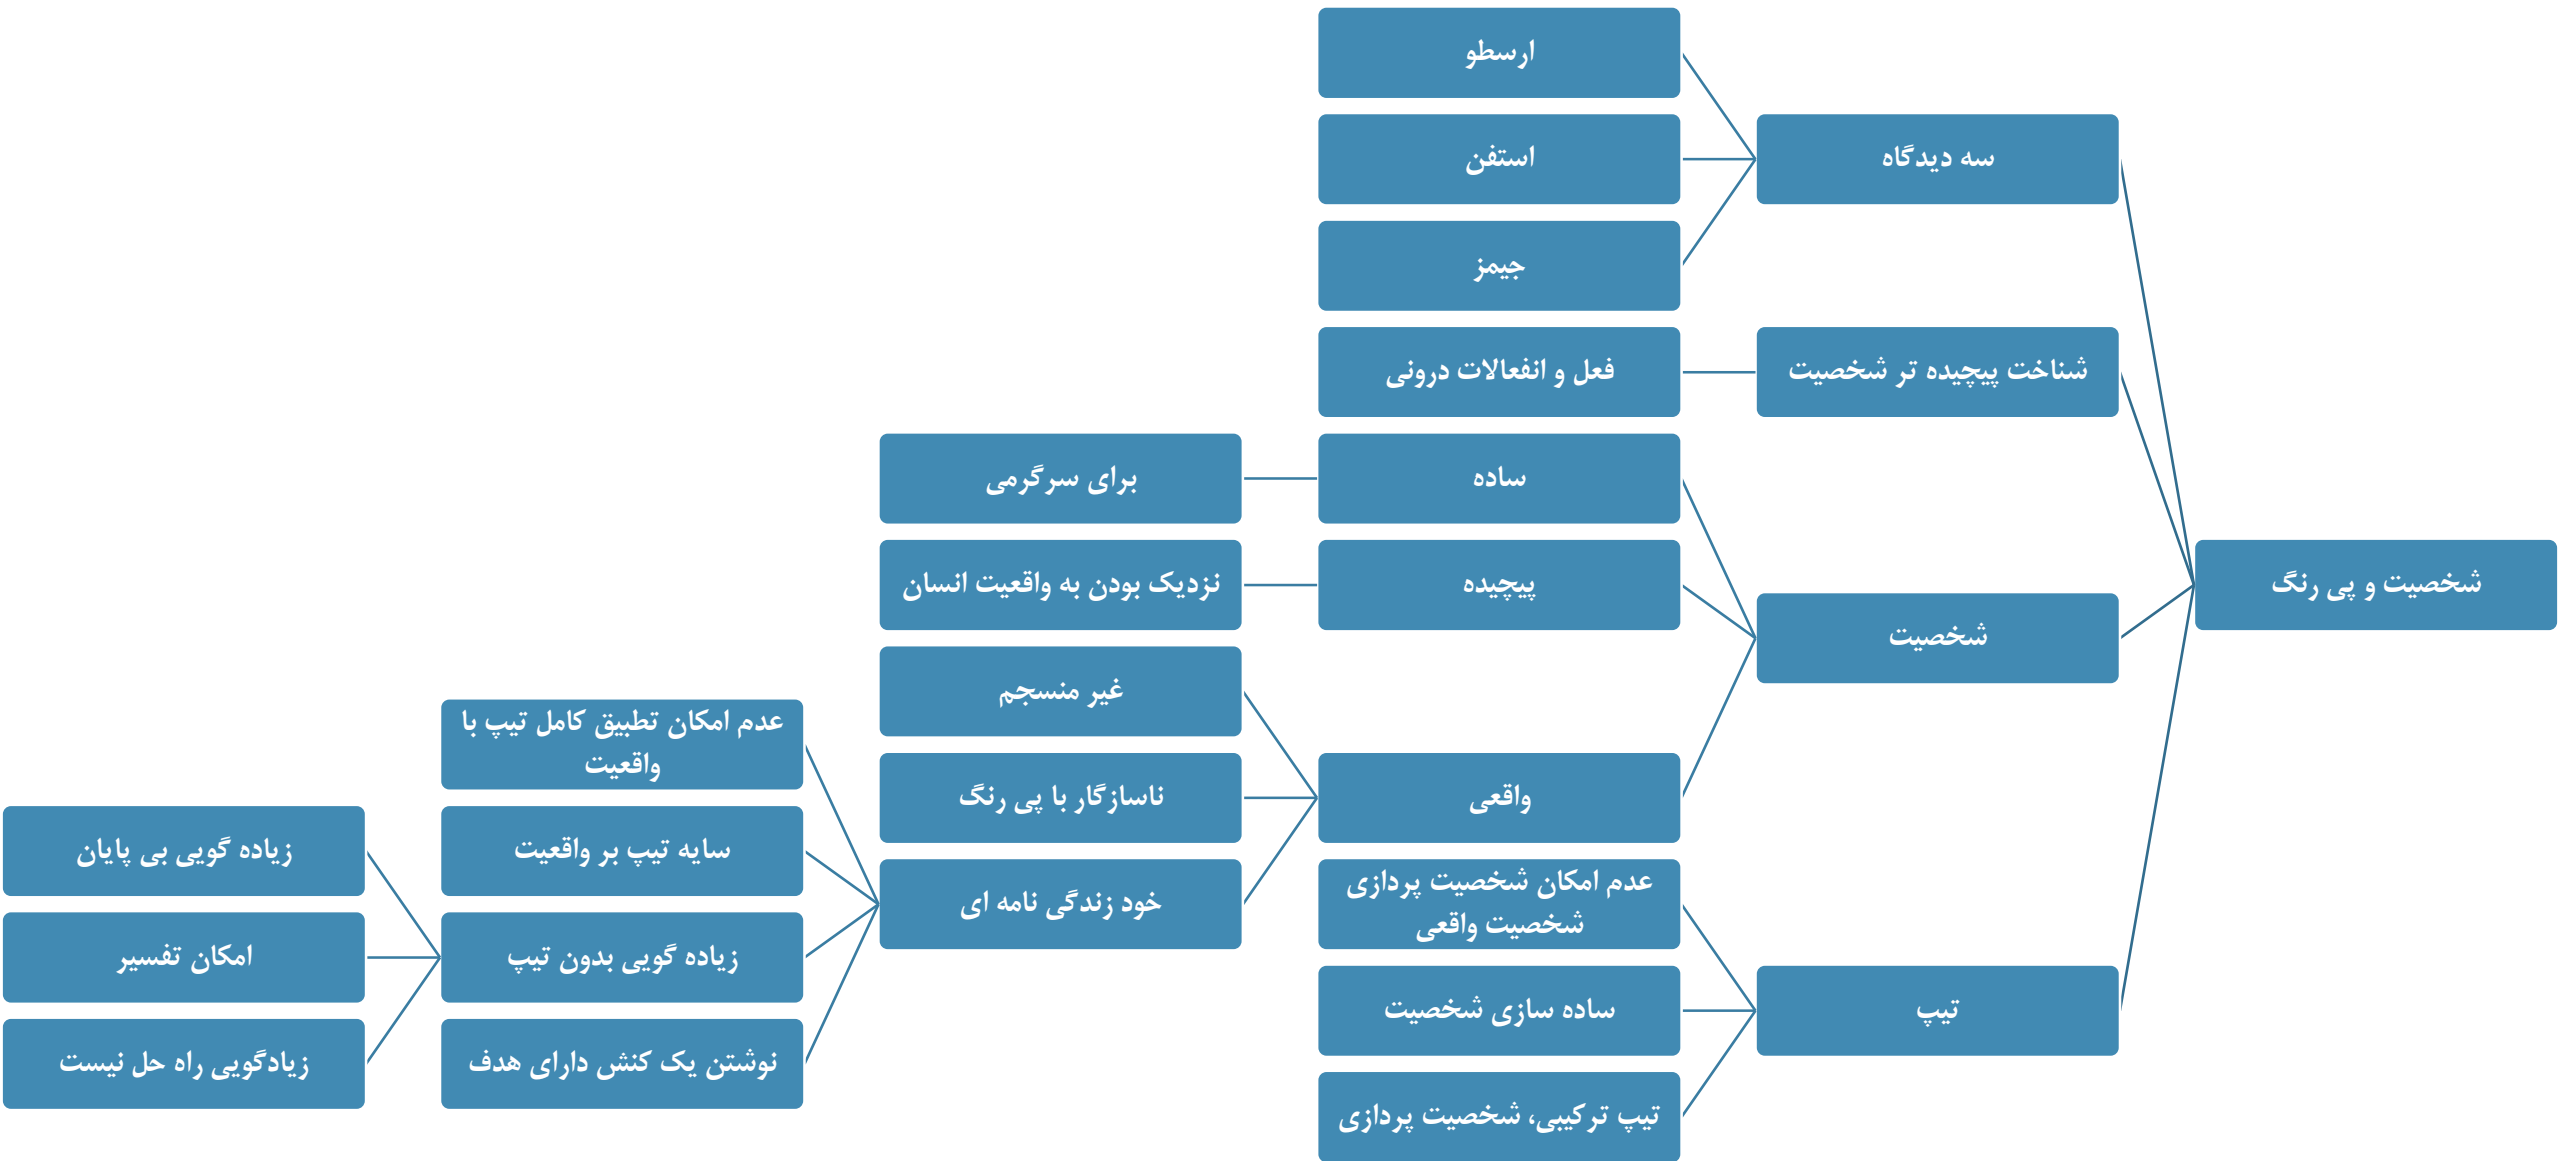 شخصیت و پی رنگ
سه دیدگاه
ارسطو
استفن
جیمز
شناخت پیچیده تر شخصیت
فعل و انفعالات درونی
شخصیت
ساده
برای سرگرمی
پیچیده
نزدیک بودن به واقعیت انسان
واقعی
غیر منسجم
ناسازگار با پی رنگ
خود زندگی نامه ای
عدم امکان تطبیق کامل تیپ با
واقعیت
سایه تیپ بر واقعیت
زیاده گویی بدون تیپ
زیاده گویی بی پایان
امکان تفسیر
زیادگویی راه حل نیست
نوشتن یک کنش دارای هدف
تیپ
عدم امکان شخصیت پردازی
شخصیت واقعی
ساده سازی شخصیت
تیپ ترکیبی، شخصیت پردازی